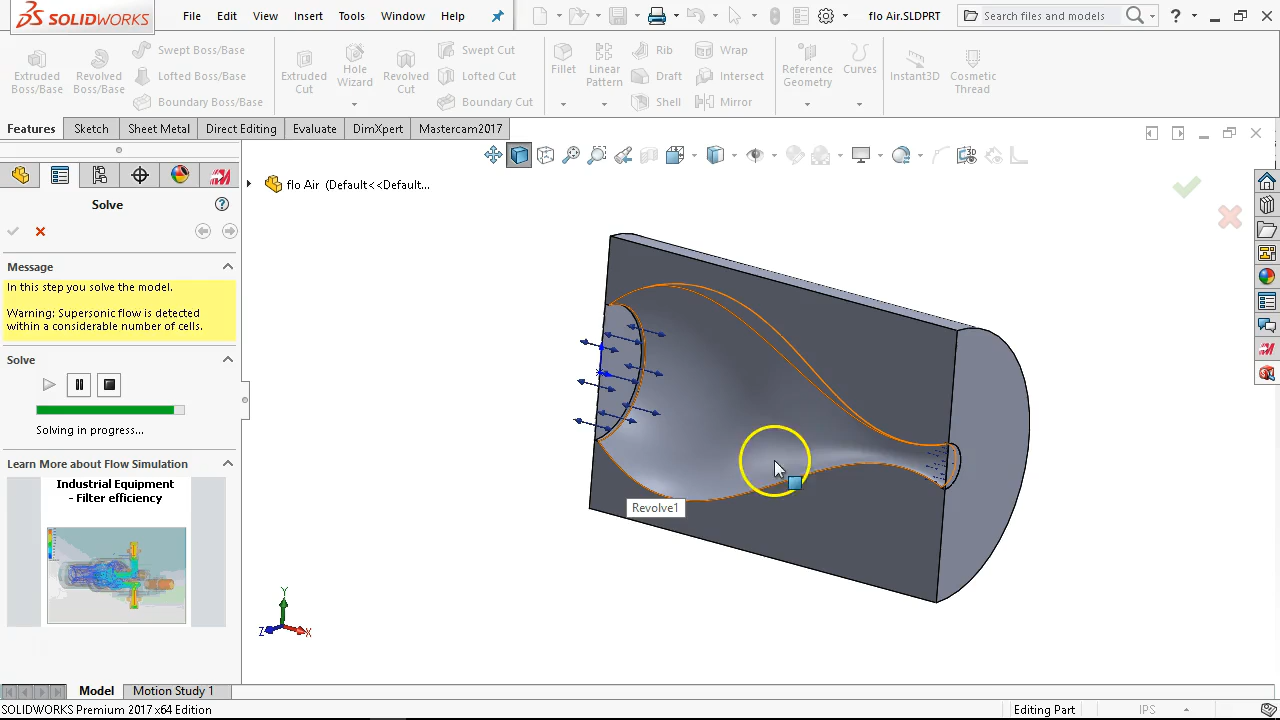 SOLIDWORKS
File Edit View Insert Tools Window Help
flo Air.SLDPRT
Search files and models
Extruded Boss/Base
Revolved Boss/Base
Swept Boss/Base
Lofted Boss/Base
Boundary Boss/Base
Extruded Cut
Hole Wizard
Revolved Cut
Swept Cut
Lofted Cut
Boundary Cut
Fillet
Linear Pattern
Rib
Draft
Shell
Wrap
Intersect
Mirror
Reference Geometry
Curves
Instant3D
Cosmetic Thread
Features Sketch Sheet Metal Direct Editing Evaluate DimXpert Mastercam2017
flo Air (Default<<Default...
Solve
Message
In this step you solve the model.
Warning: Supersonic flow is detected
within a considerable number of cells.
Solve
Solving in progress...
Learn More about Flow Simulation
Industrial Equipment
- Filter efficiency
Revolve1
Y
Z X
Model Motion Study 1
SOLIDWORKS Premium 2017 x64 Edition
Editing Part
IPS